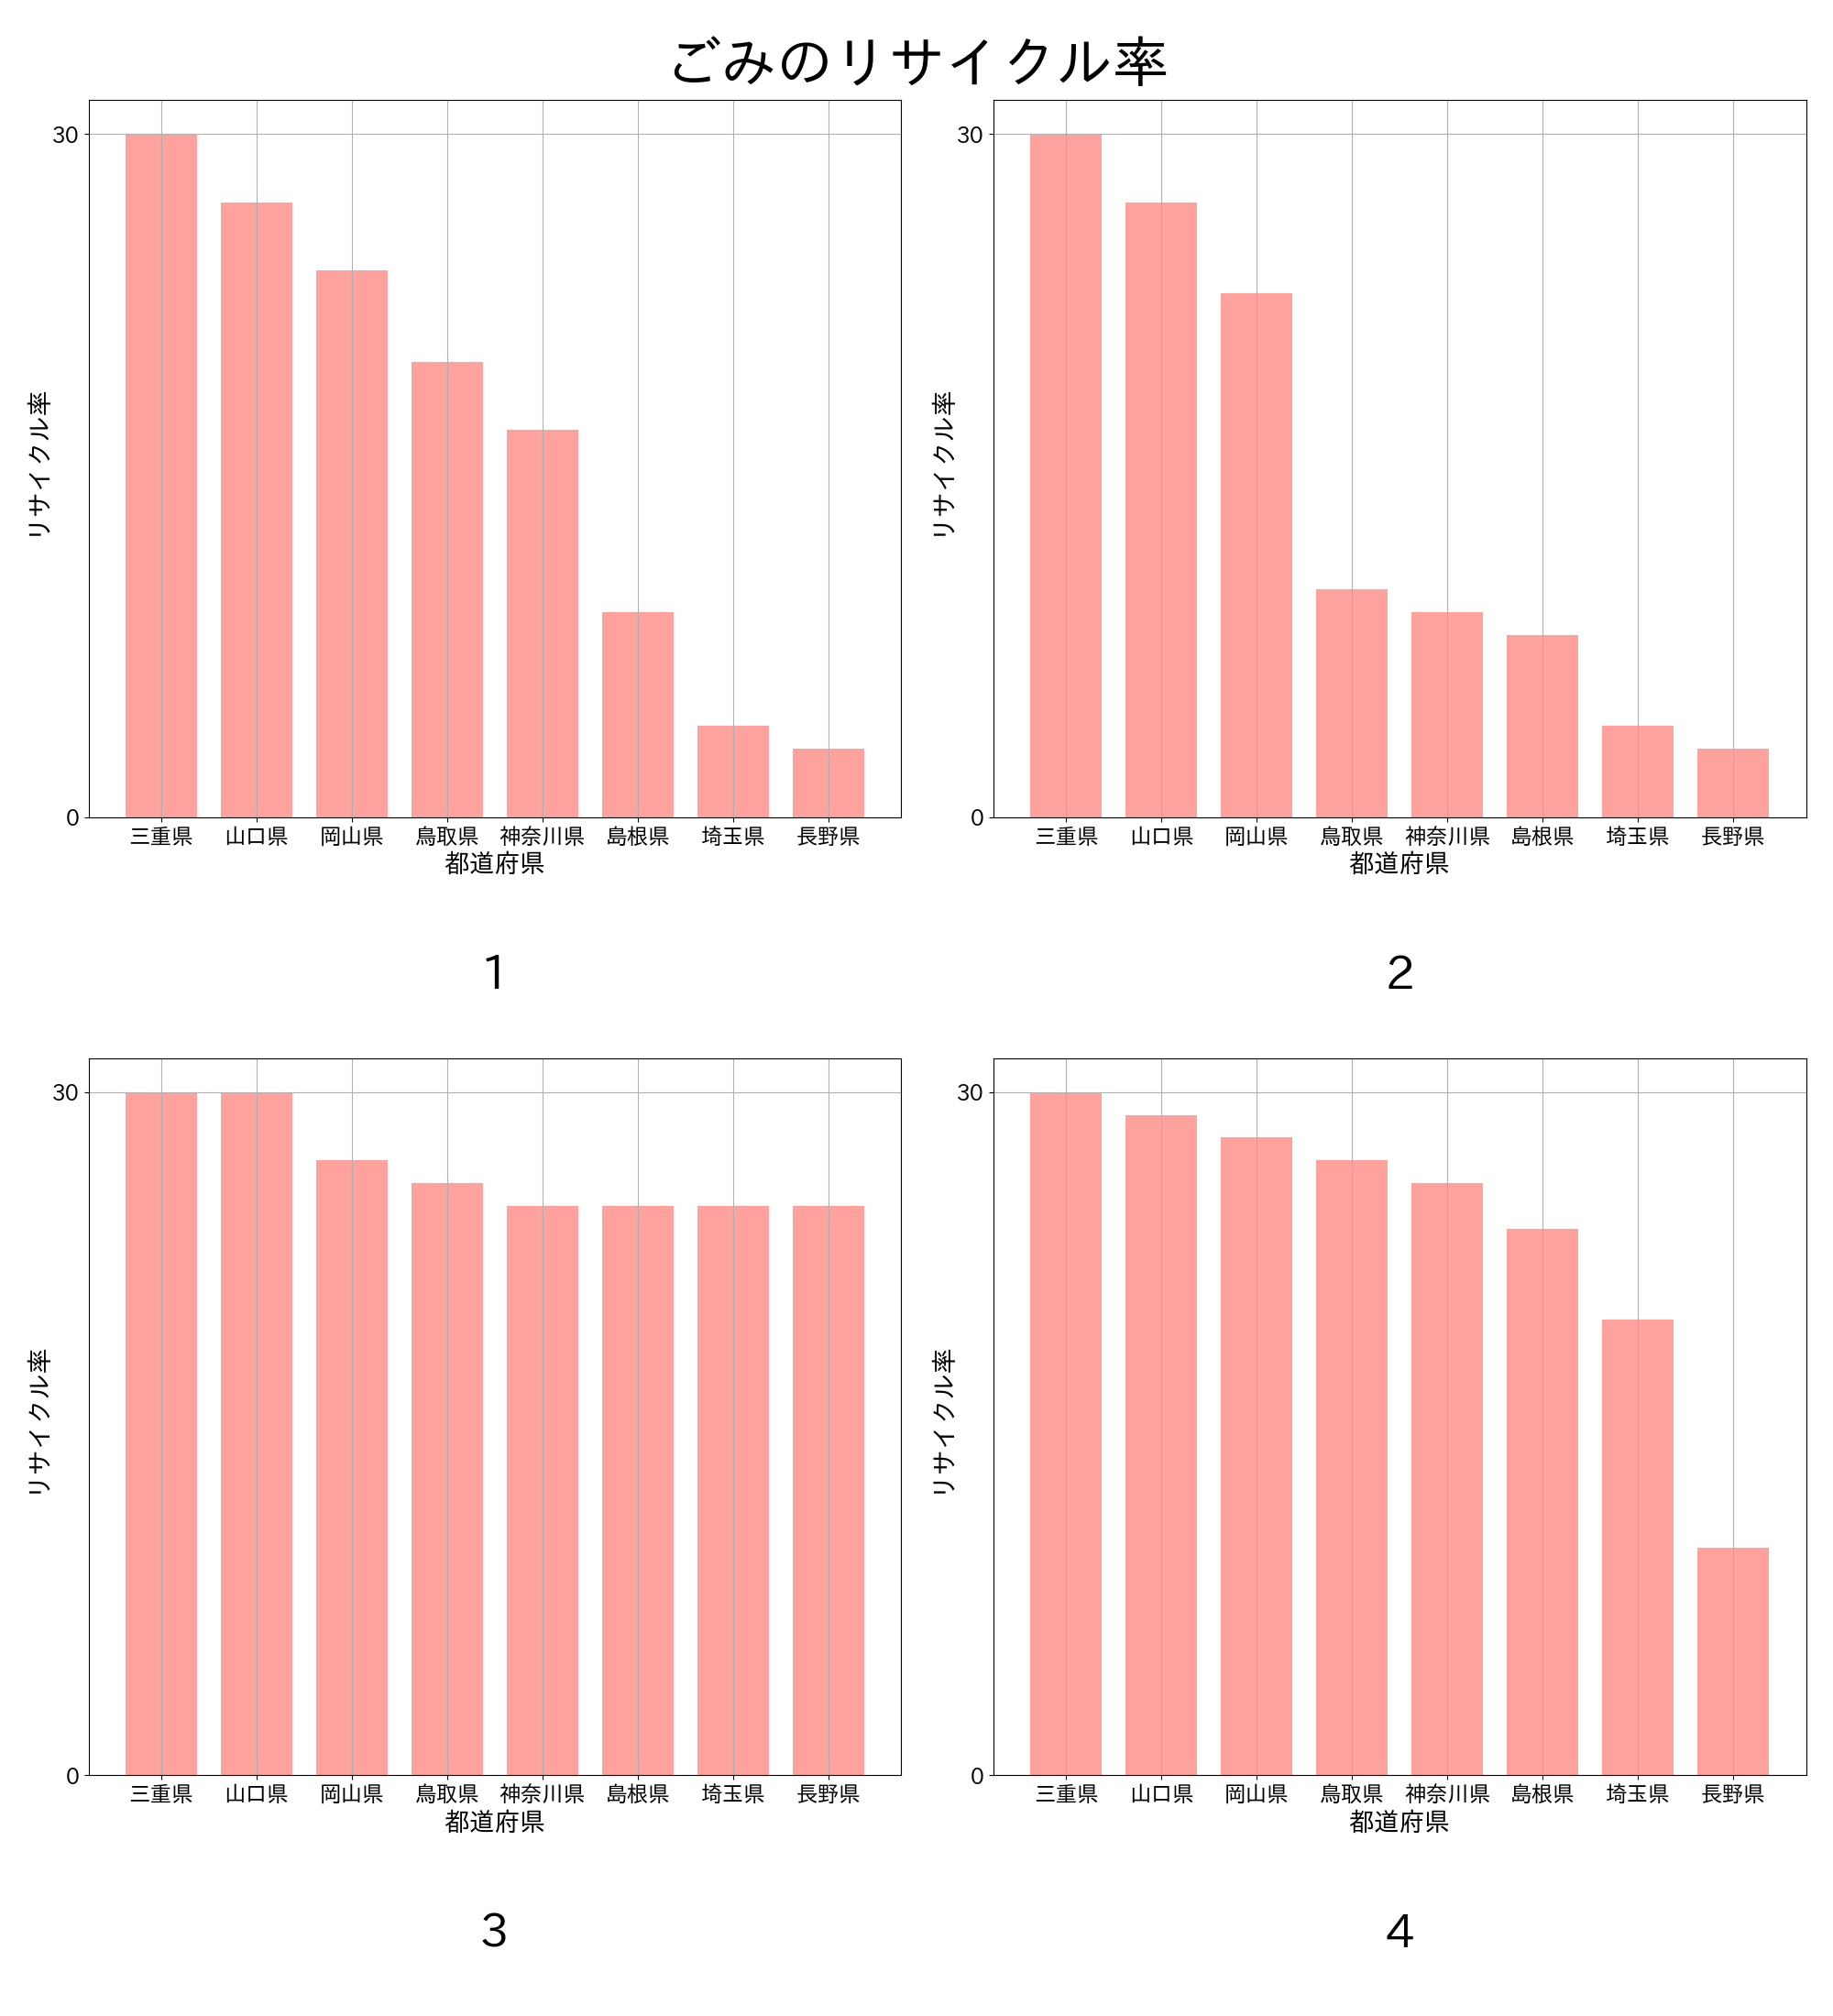 ごみのリサイクル率
30
0
リサイクル率
三重県 山口県 岡山県 鳥取県 神奈川県 島根県 埼玉県 長野県
都道府県
1
30
0
リサイクル率
三重県 山口県 岡山県 鳥取県 神奈川県 島根県 埼玉県 長野県
都道府県
2
30
0
リサイクル率
三重県 山口県 岡山県 鳥取県 神奈川県 島根県 埼玉県 長野県
都道府県
3
30
0
リサイクル率
三重県 山口県 岡山県 鳥取県 神奈川県 島根県 埼玉県 長野県
都道府県
4